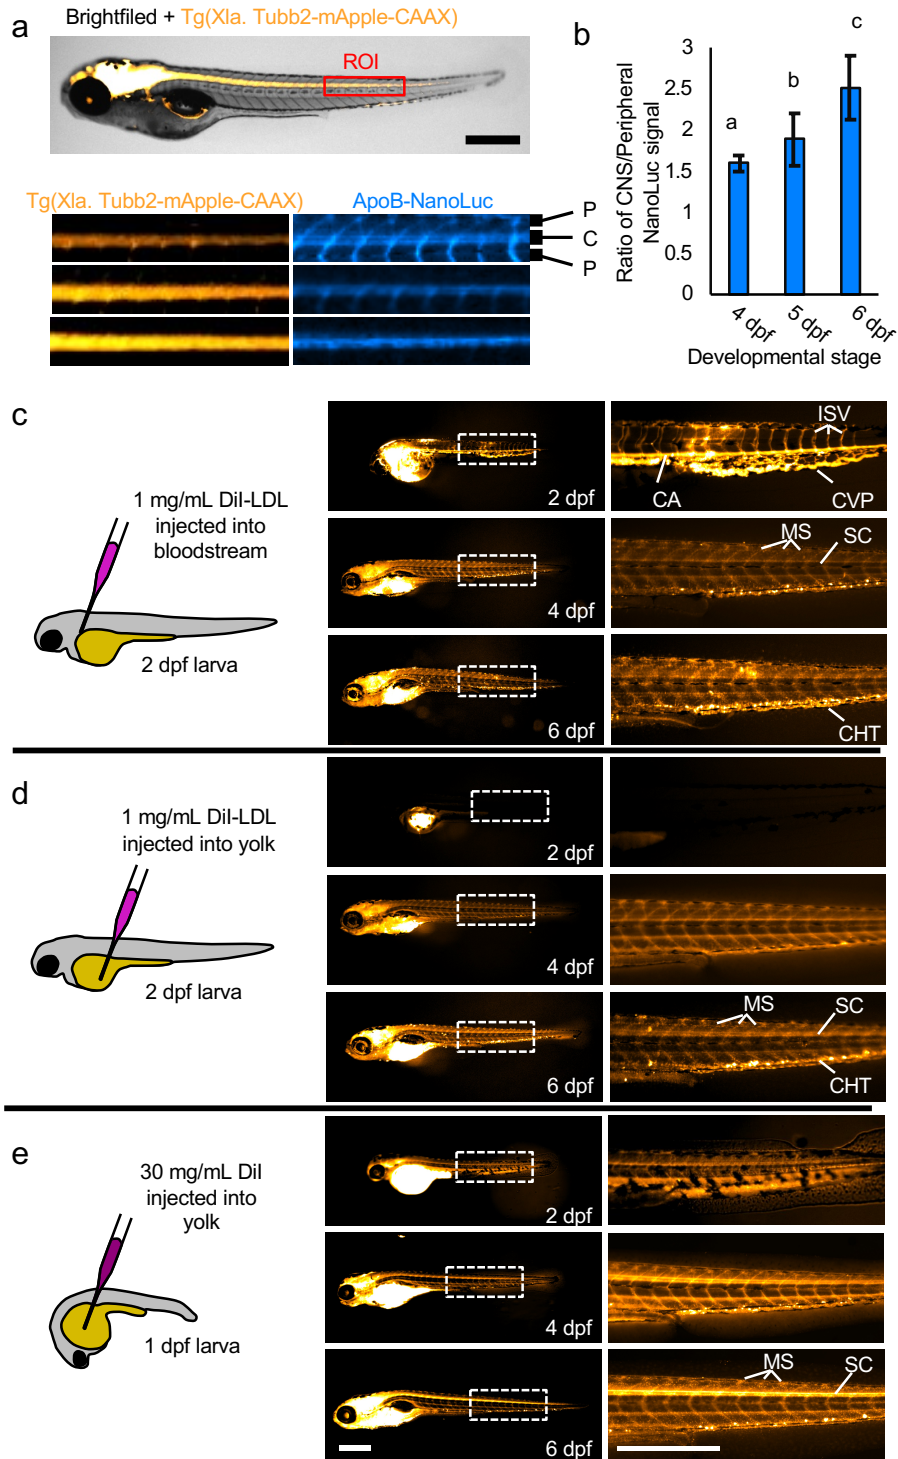 a
Brightfiled + Tg(Xla. Tubb2-mApple-CAAX)
ROI
Tg(Xla. Tubb2-mApple-CAAX)
ApoB-NanoLuc
P
C
P
b
Ratio of CNS/Peripheral
NanoLuc signal
3
2.5
2
1.5
1
0.5
0
a
b
c
4 dpf
5 dpf
6 dpf
Developmental stage
c
1 mg/mL DiI-LDL
injected into
bloodstream
2 dpf larva
2 dpf
ISV
CA
CVP
4 dpf
MS
SC
6 dpf
CHT
d
1 mg/mL DiI-LDL
injected into yolk
2 dpf larva
2 dpf
4 dpf
6 dpf
MS
SC
CHT
e
30 mg/mL DiI
injected into
yolk
1 dpf larva
2 dpf
4 dpf
6 dpf
MS
SC